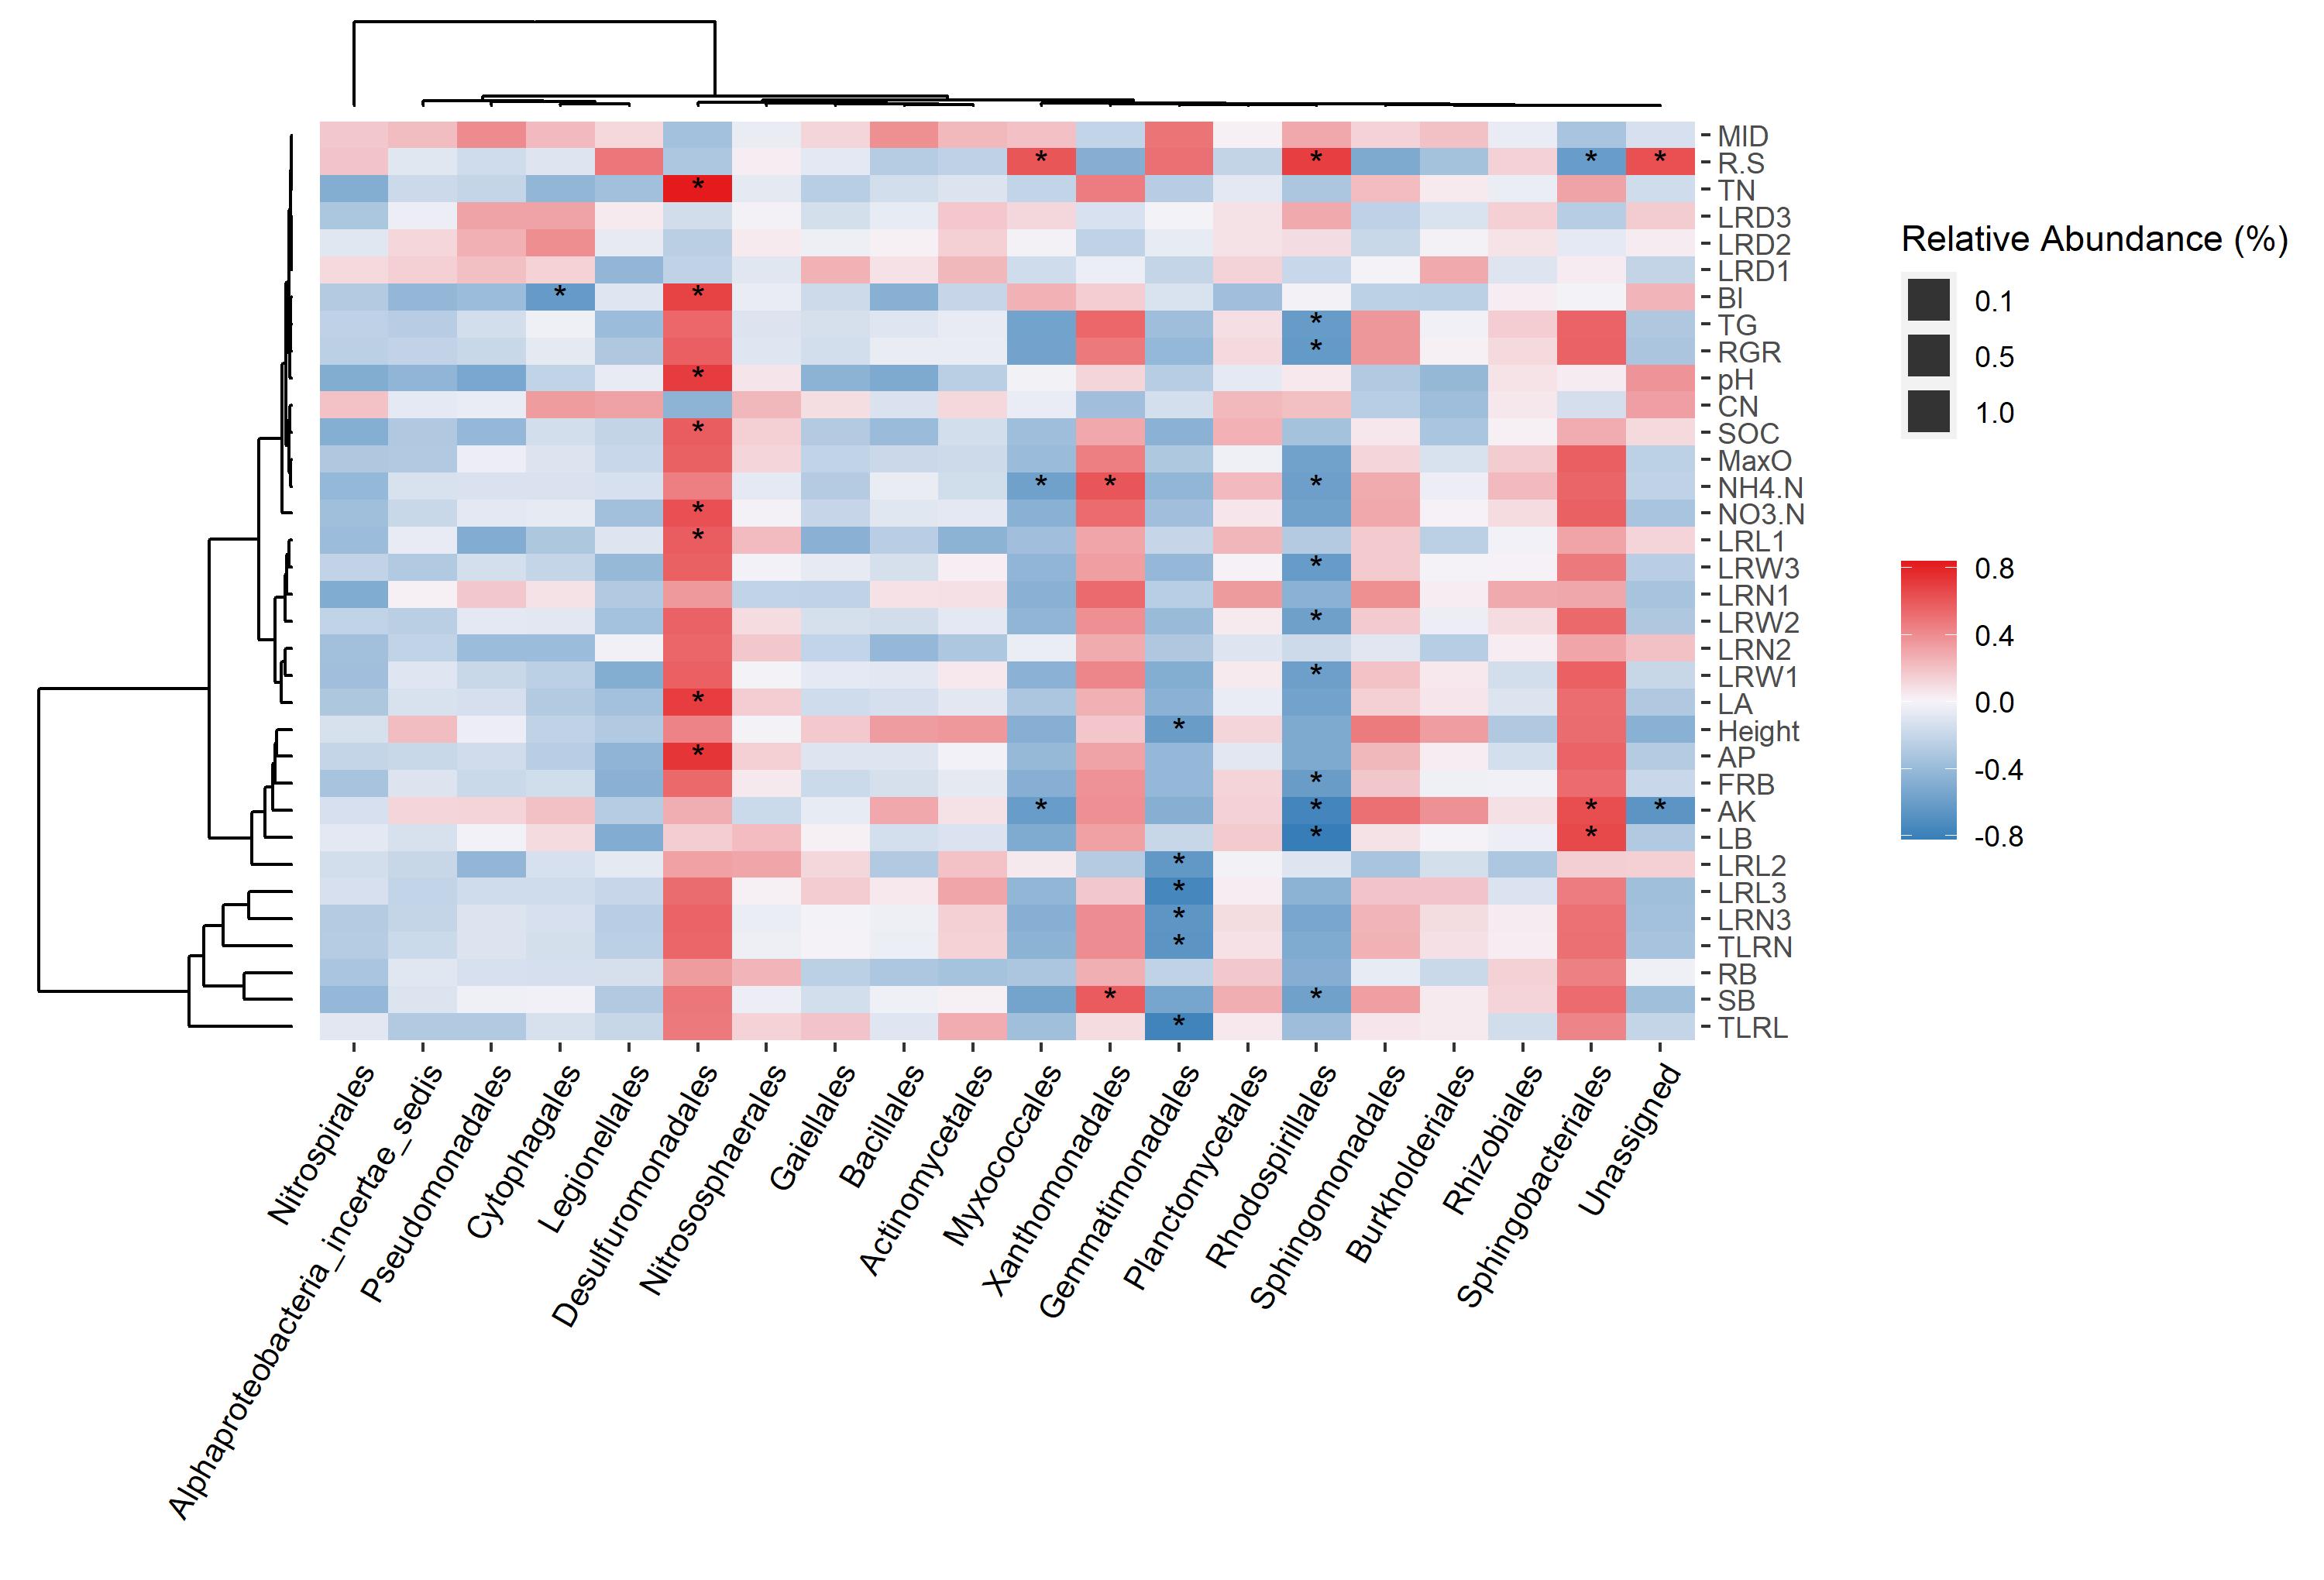 MID
R.S
TN
LRD3
LRD2
LRD1
BI
TG
RGR
pH
CN
SOC
MaxO
NH4.N
NO3.N
LRL1
LRW3
LRN1
LRW2
LRN2
LRW1
LA
Height
AP
FRB
AK
LB
LRL2
LRL3
LRN3
TLRN
RB
SB
TLRL
Nitrospirales
Alphaproteobacteria_incertae_sedis
Pseudomonadales
Cytophagales
Legionellales
Desulfuromonadales
Nitrososphaerales
Gaiellales
Bacillales
Actinomycetales
Myxococcales
Xanthomonadales
Gemmatimonadales
Planctomycetales
Rhodospirillales
Sphingomonadales
Burkholderiales
Rhizobiales
Sphingobacteriales
Unassigned
Relative Abundance (%)
0.1
0.5
1.0
0.8
0.4
0.0
-0.4
-0.8